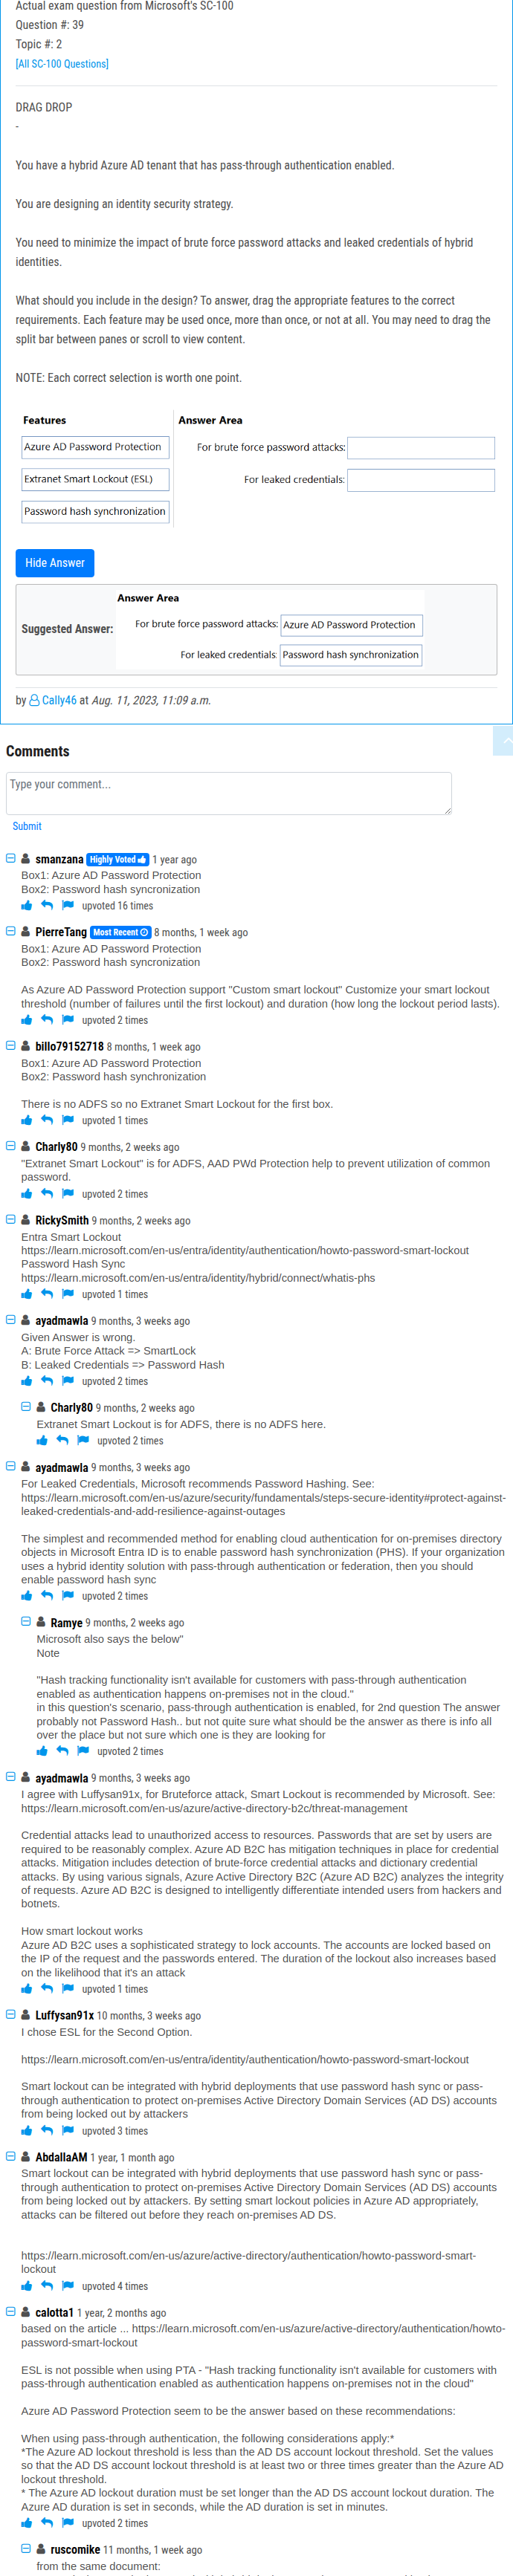 Actual exam question from Microsoft's SC-100
Question #: 39
Topic #: 2
[All SC-100 Questions]
DRAG DROP
-
You have a hybrid Azure AD tenant that has pass-through authentication enabled.
You are designing an identity security strategy.
You need to minimize the impact of brute force password attacks and leaked credentials of hybrid
identities.
What should you include in the design? To answer, drag the appropriate features to the correct
requirements. Each feature may be used once, more than once, or not at all. You may need to drag the
split bar between panes or scroll to view content.
NOTE: Each correct selection is worth one point.
Features
Answer Area
Azure AD Password Protection
For brute force password attacks:
Extranet Smart Lockout (ESL)
For leaked credentials:
Password hash synchronization
Hide Answer
Suggested Answer:
Answer Area
For brute force password attacks: Azure AD Password Protection
For leaked credentials: Password hash synchronization
by Cally46 at Aug. 11, 2023, 11:09 a.m.
Comments
Type your comment...
Submit
smanzana Highly Voted 1 year ago
Box1: Azure AD Password Protection
Box2: Password hash syncronization
upvoted 16 times
PierreTang Most Recent 8 months, 1 week ago
Box1: Azure AD Password Protection
Box2: Password hash syncronization
As Azure AD Password Protection support "Custom smart lockout" Customize your smart lockout
threshold (number of failures until the first lockout) and duration (how long the lockout period lasts).
upvoted 2 times
billo79152718 8 months, 1 week ago
Box1: Azure AD Password Protection
Box2: Password hash synchronization
There is no ADFS so no Extranet Smart Lockout for the first box.
upvoted 1 times
Charly80 9 months, 2 weeks ago
"Extranet Smart Lockout" is for ADFS, AAD PWd Protection help to prevent utilization of common
password.
upvoted 2 times
RickySmith 9 months, 2 weeks ago
Entra Smart Lockout
https://learn.microsoft.com/en-us/entra/identity/authentication/howto-password-smart-lockout
Password Hash Sync
https://learn.microsoft.com/en-us/entra/identity/hybrid/connect/whatis-phs
upvoted 1 times
ayadmawla 9 months, 3 weeks ago
Given Answer is wrong.
A: Brute Force Attack => SmartLock
B: Leaked Credentials => Password Hash
upvoted 2 times
Charly80 9 months, 2 weeks ago
Extranet Smart Lockout is for ADFS, there is no ADFS here.
upvoted 2 times
ayadmawla 9 months, 3 weeks ago
For Leaked Credentials, Microsoft recommends Password Hashing. See:
https://learn.microsoft.com/en-us/azure/security/fundamentals/steps-secure-identity#protect-against-
leaked-credentials-and-add-resilience-against-outages
The simplest and recommended method for enabling cloud authentication for on-premises directory
objects in Microsoft Entra ID is to enable password hash synchronization (PHS). If your organization
uses a hybrid identity solution with pass-through authentication or federation, then you should
enable password hash sync
upvoted 2 times
Ramye 9 months, 2 weeks ago
Microsoft also says the below"
Note
"Hash tracking functionality isn't available for customers with pass-through authentication
enabled as authentication happens on-premises not in the cloud."
in this question's scenario, pass-through authentication is enabled, for 2nd question The answer
probably not Password Hash.. but not quite sure what should be the answer as there is info all
over the place but not sure which one is they are looking for
upvoted 2 times
ayadmawla 9 months, 3 weeks ago
I agree with Luffysan91x, for Bruteforce attack, Smart Lockout is recommended by Microsoft. See:
https://learn.microsoft.com/en-us/azure/active-directory-b2c/threat-management
Credential attacks lead to unauthorized access to resources. Passwords that are set by users are
required to be reasonably complex. Azure AD B2C has mitigation techniques in place for credential
attacks. Mitigation includes detection of brute-force credential attacks and dictionary credential
attacks. By using various signals, Azure Active Directory B2C (Azure AD B2C) analyzes the integrity
of requests. Azure AD B2C is designed to intelligently differentiate intended users from hackers and
botnets.
How smart lockout works
Azure AD B2C uses a sophisticated strategy to lock accounts. The accounts are locked based on
the IP of the request and the passwords entered. The duration of the lockout also increases based
on the likelihood that it's an attack
upvoted 1 times
Luffysan91x 10 months, 3 weeks ago
I chose ESL for the Second Option.
https://learn.microsoft.com/en-us/entra/identity/authentication/howto-password-smart-lockout
Smart lockout can be integrated with hybrid deployments that use password hash sync or pass-
through authentication to protect on-premises Active Directory Domain Services (AD DS) accounts
from being locked out by attackers
upvoted 3 times
AbdallaAM 1 year, 1 month ago
Smart lockout can be integrated with hybrid deployments that use password hash sync or pass-
through authentication to protect on-premises Active Directory Domain Services (AD DS) accounts
from being locked out by attackers. By setting smart lockout policies in Azure AD appropriately,
attacks can be filtered out before they reach on-premises AD DS.
https://learn.microsoft.com/en-us/azure/active-directory/authentication/howto-password-smart-
lockout
upvoted 4 times
calotta1 1 year, 2 months ago
based on the article ... https://learn.microsoft.com/en-us/azure/active-directory/authentication/howto-
password-smart-lockout
ESL is not possible when using PTA - "Hash tracking functionality isn't available for customers with
pass-through authentication enabled as authentication happens on-premises not in the cloud"
Azure AD Password Protection seem to be the answer based on these recommendations:
When using pass-through authentication, the following considerations apply:*
*The Azure AD lockout threshold is less than the AD DS account lockout threshold. Set the values
so that the AD DS account lockout threshold is at least two or three times greater than the Azure AD
lockout threshold.
* The Azure AD lockout duration must be set longer than the AD DS account lockout duration. The
Azure AD duration is set in seconds, while the AD duration is set in minutes.
upvoted 2 times
ruscomike 11 months, 1 week ago
from the same document: